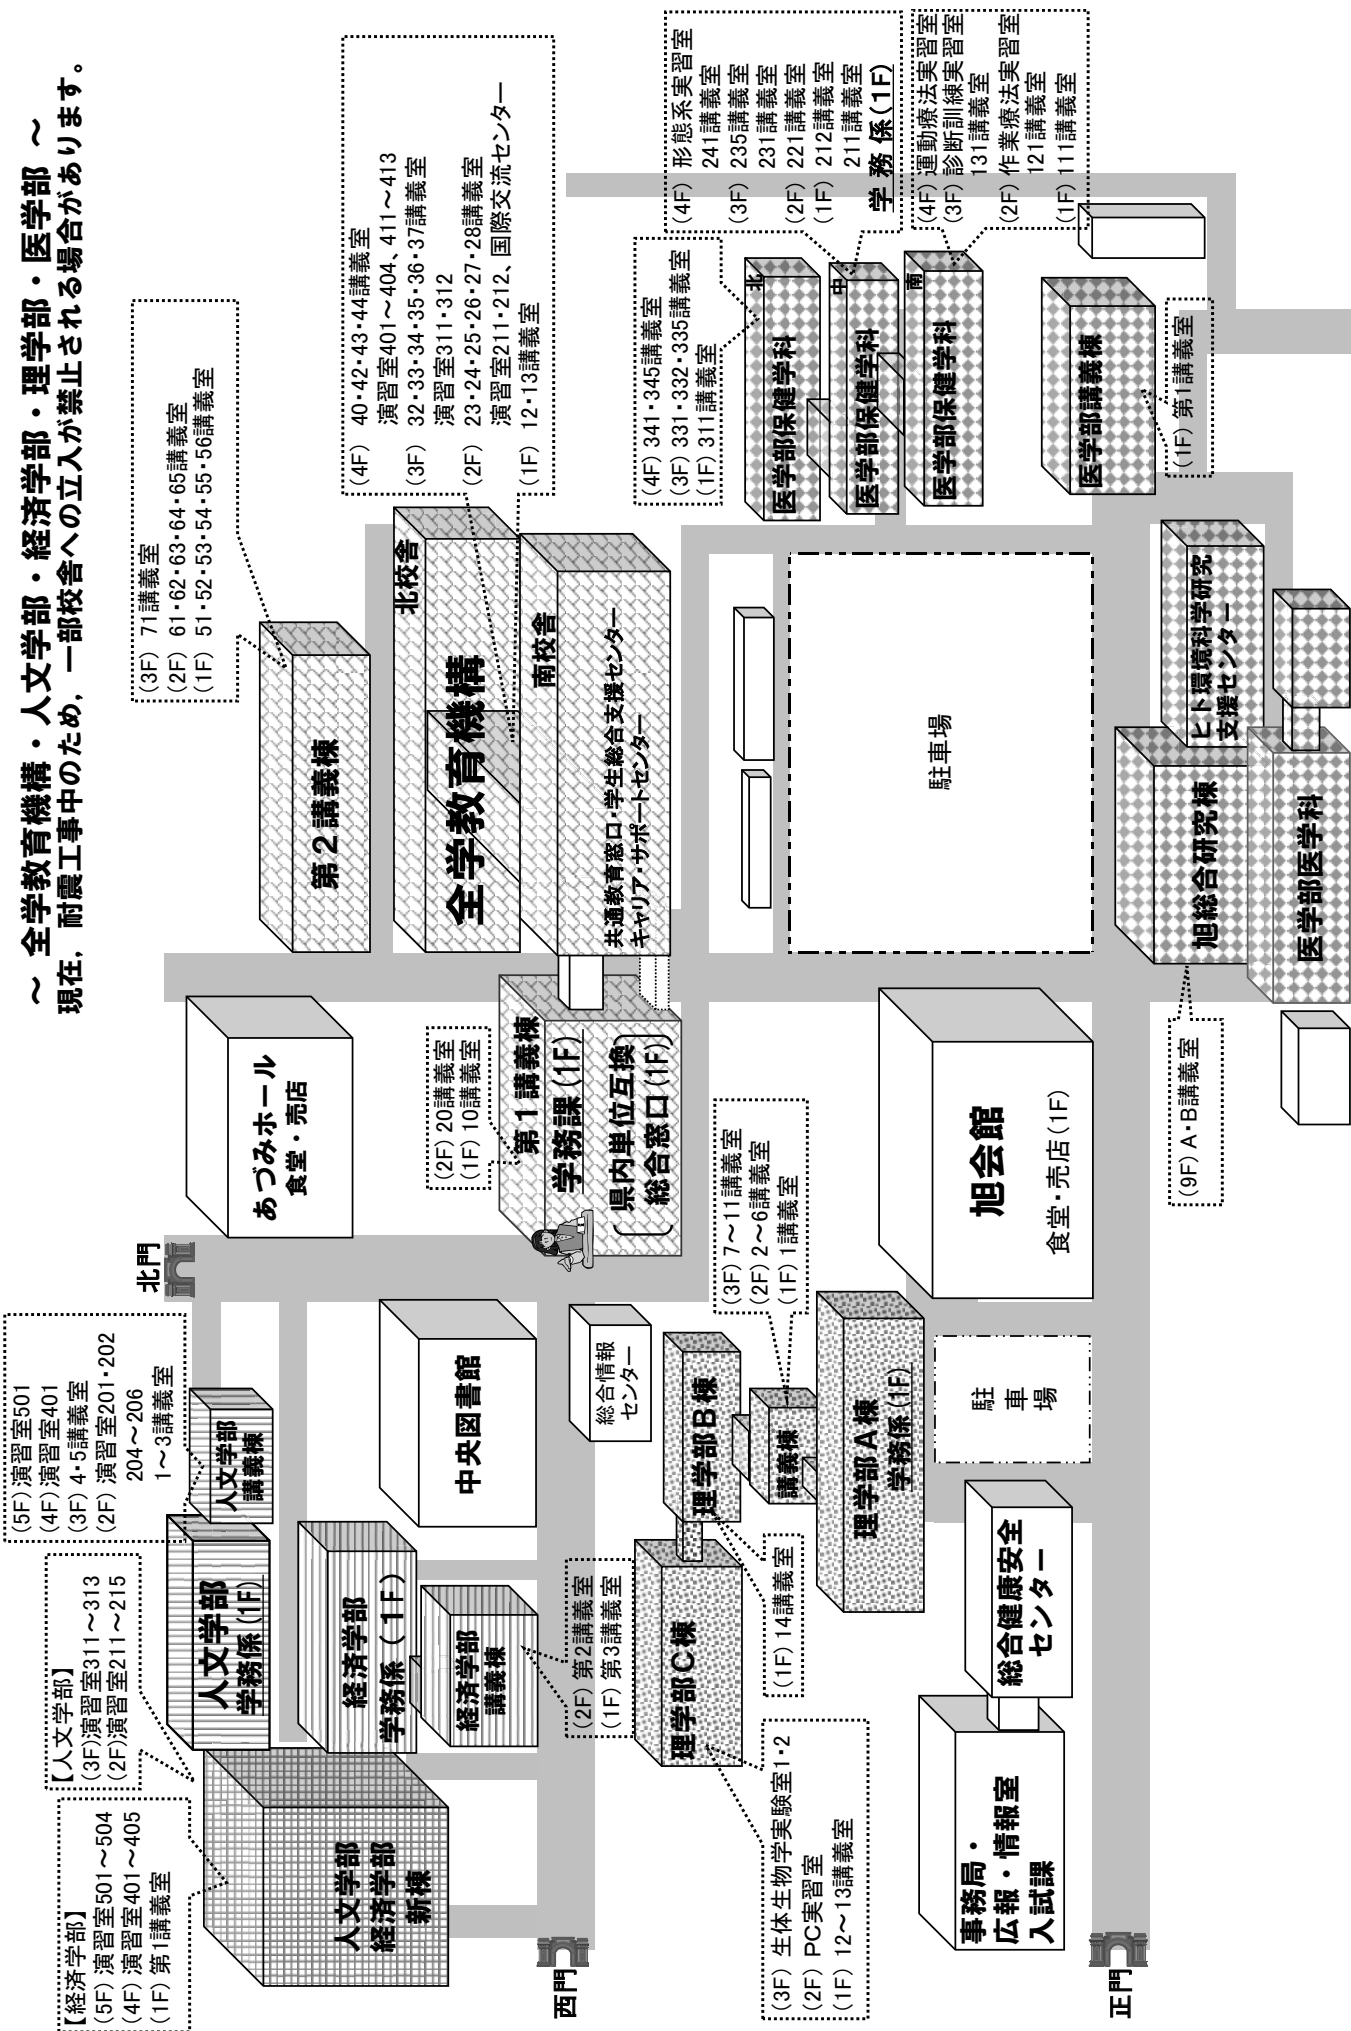 ～ 全学教育機構・人文学部・経済学部・理学部・医学部 ～
現在，耐震工事中のため，一部校舎への立入が禁止される場合があります。
【経済学部】
(5F) 演習室501～504
(4F) 演習室401～405
(1F) 第1講義室
【人文学部】
(3F)演習室311～313
(2F)演習室211～215
(5F) 演習室501
(4F) 演習室401
(3F) 4・5講義室
(2F) 演習室201・202
204～206
1～3講義室
北門
あづみホール
食堂・売店
(3F) 71講義室
(2F) 61・62・63・64・65講義室
(1F) 51・52・53・54・55・56講義室
第２講義棟
人文学部
経済学部
新棟
人文学部
学務係(1F)
人文学部
講義棟
経済学部
学務係(１F)
経済学部
講義棟
中央図書館
(2F) 20講義室
(1F) 10講義室
第１講義棟
学務課(1F)
県内単位互換
総合窓口(1F)
北校舎
全学教育機構
南校舎
共通教育窓口・学生総合支援センター
キャリア・サポートセンター
(4F) 40・42・43・44講義室
演習室401～404、411～413
(3F) 32・33・34・35・36・37講義室
演習室311・312
(2F) 23・24・25・26・27・28講義室
演習室211・212、国際交流センター
(1F) 12・13講義室
西門
(2F) 第2講義室
(1F) 第3講義室
総合情報
センター
理学部C棟
理学部B棟
講義棟
理学部A棟
学務係(1F)
(3F) 7～11講義室
(2F) 2～6講義室
(1F) 1講義室
(1F) 14講義室
(3F) 生体生物学実験室1・2
(2F) PC実習室
(1F) 12～13講義室
(4F) 341・345講義室
(3F) 331・332・335講義室
(1F) 311講義室
(4F) 形態系実習室
241講義室
(3F) 235講義室
231講義室
(2F) 221講義室
(1F) 212講義室
211講義室
学 務 係(1F)
(4F) 運動療法実習室
(3F) 診断訓練実習室
131講義室
(2F) 作業療法実習室
121講義室
(1F) 111講義室
医学部保健学科
北
医学部保健学科
中
医学部保健学科
南
医学部講義棟
(1F) 第1講義室
駐車場
旭会館
食堂・売店(1F)
駐
車
場
事務局・
広報・情報室
入試課
総合健康安全
センター
正門
(9F) A・B講義室
旭総合研究棟
ヒト環境科学研究
支援センター
医学部医学科